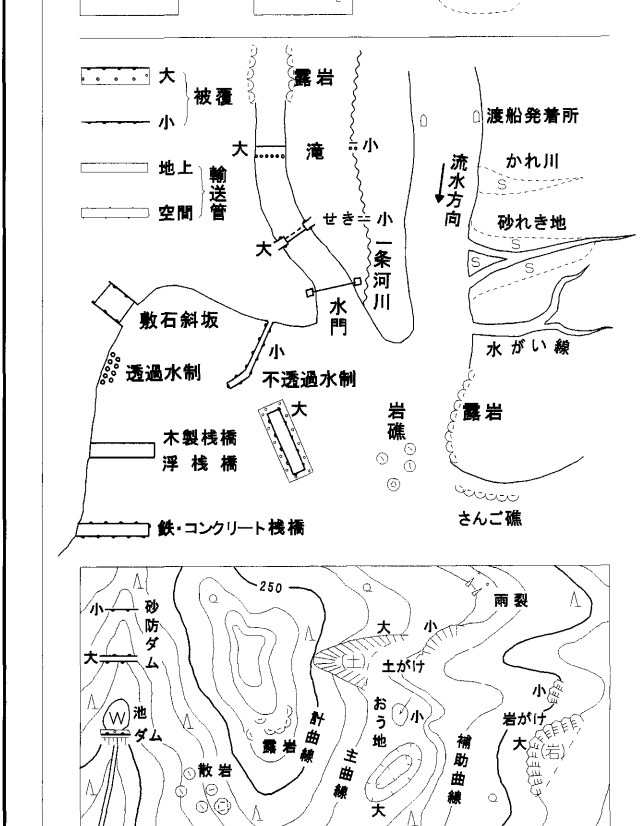 大
被覆
小
地上
輸送管
空間
露岩
大
滝
小
せき
小
大
一条河川
水門
渡船発着所
流水方向
かれ川
S
砂れき地
S
S
S
水がい線
敷石斜坂
透過水制
小
不透過水制
木製桟橋
浮桟橋
大
岩礁
露岩
さんご礁
鉄・コンクリート桟橋
250
小
砂防ダム
大
W
池
ダム
散岩
露岩
計曲線
主曲線
大
小
土
土がけ
おう地
小
大
補助曲線
雨裂
小
岩がけ
大
岩